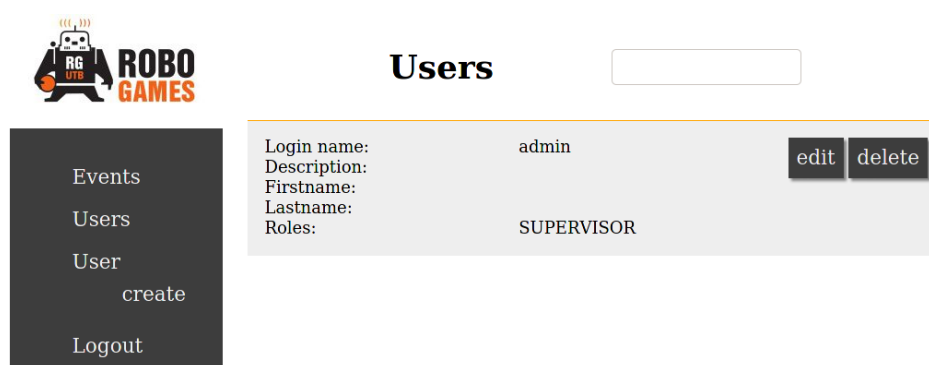 RG
UTB
ROBO
GAMES
Users
Events
Users
User
create
Logout
Login name: admin
Description:
Firstname:
Lastname:
Roles: SUPERVISOR
edit delete